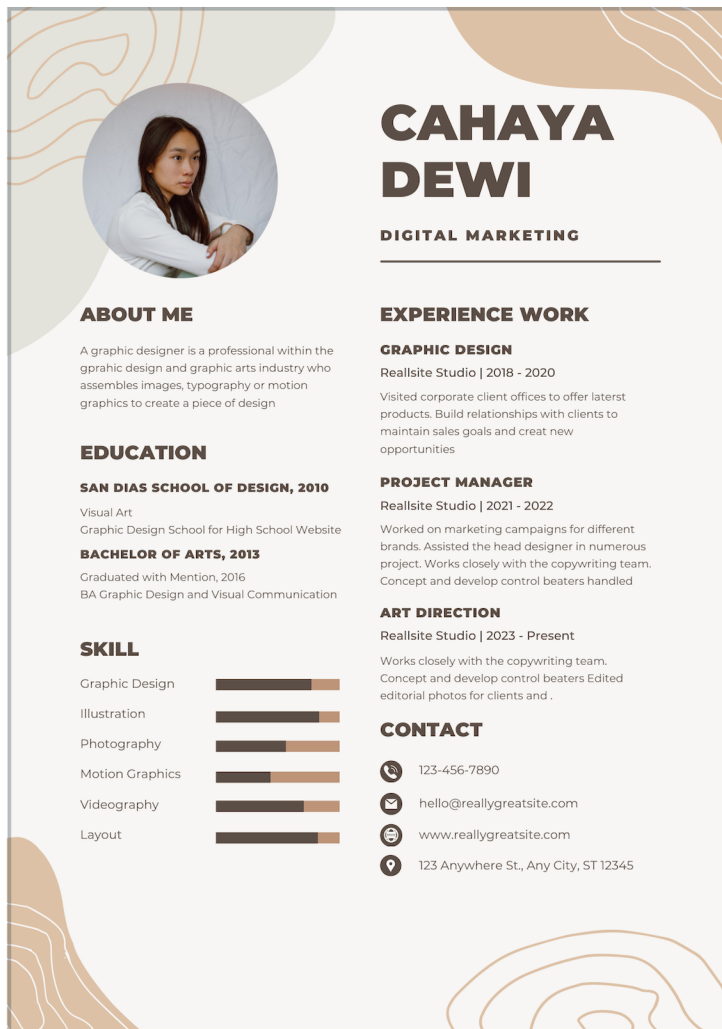 CAHAYA
DEWI
DIGITAL MARKETING
ABOUT ME
A graphic designer is a professional within the
gprahic design and graphic arts industry who
assembles images, typography or motion
graphics to create a piece of design
EDUCATION
SAN DIAS SCHOOL OF DESIGN, 2010
Visual Art
Graphic Design School for High School Website
BACHELOR OF ARTS, 2013
Graduated with Mention, 2016
BA Graphic Design and Visual Communication
SKILL
Graphic Design
Illustration
Photography
Motion Graphics
Videography
Layout
EXPERIENCE WORK
GRAPHIC DESIGN
Reallsite Studio | 2018 - 2020
Visited corporate client offices to offer laterst
products. Build relationships with clients to
maintain sales goals and creat new
opportunities
PROJECT MANAGER
Reallsite Studio | 2021 - 2022
Worked on marketing campaigns for different
brands. Assisted the head designer in numerous
project. Works closely with the copywriting team.
Concept and develop control beaters handled
ART DIRECTION
Reallsite Studio | 2023 - Present
Works closely with the copywriting team.
Concept and develop control beaters Edited
editorial photos for clients and .
CONTACT
123-456-7890
hello@reallygreatsite.com
www.reallygreatsite.com
123 Anywhere St., Any City, ST 12345